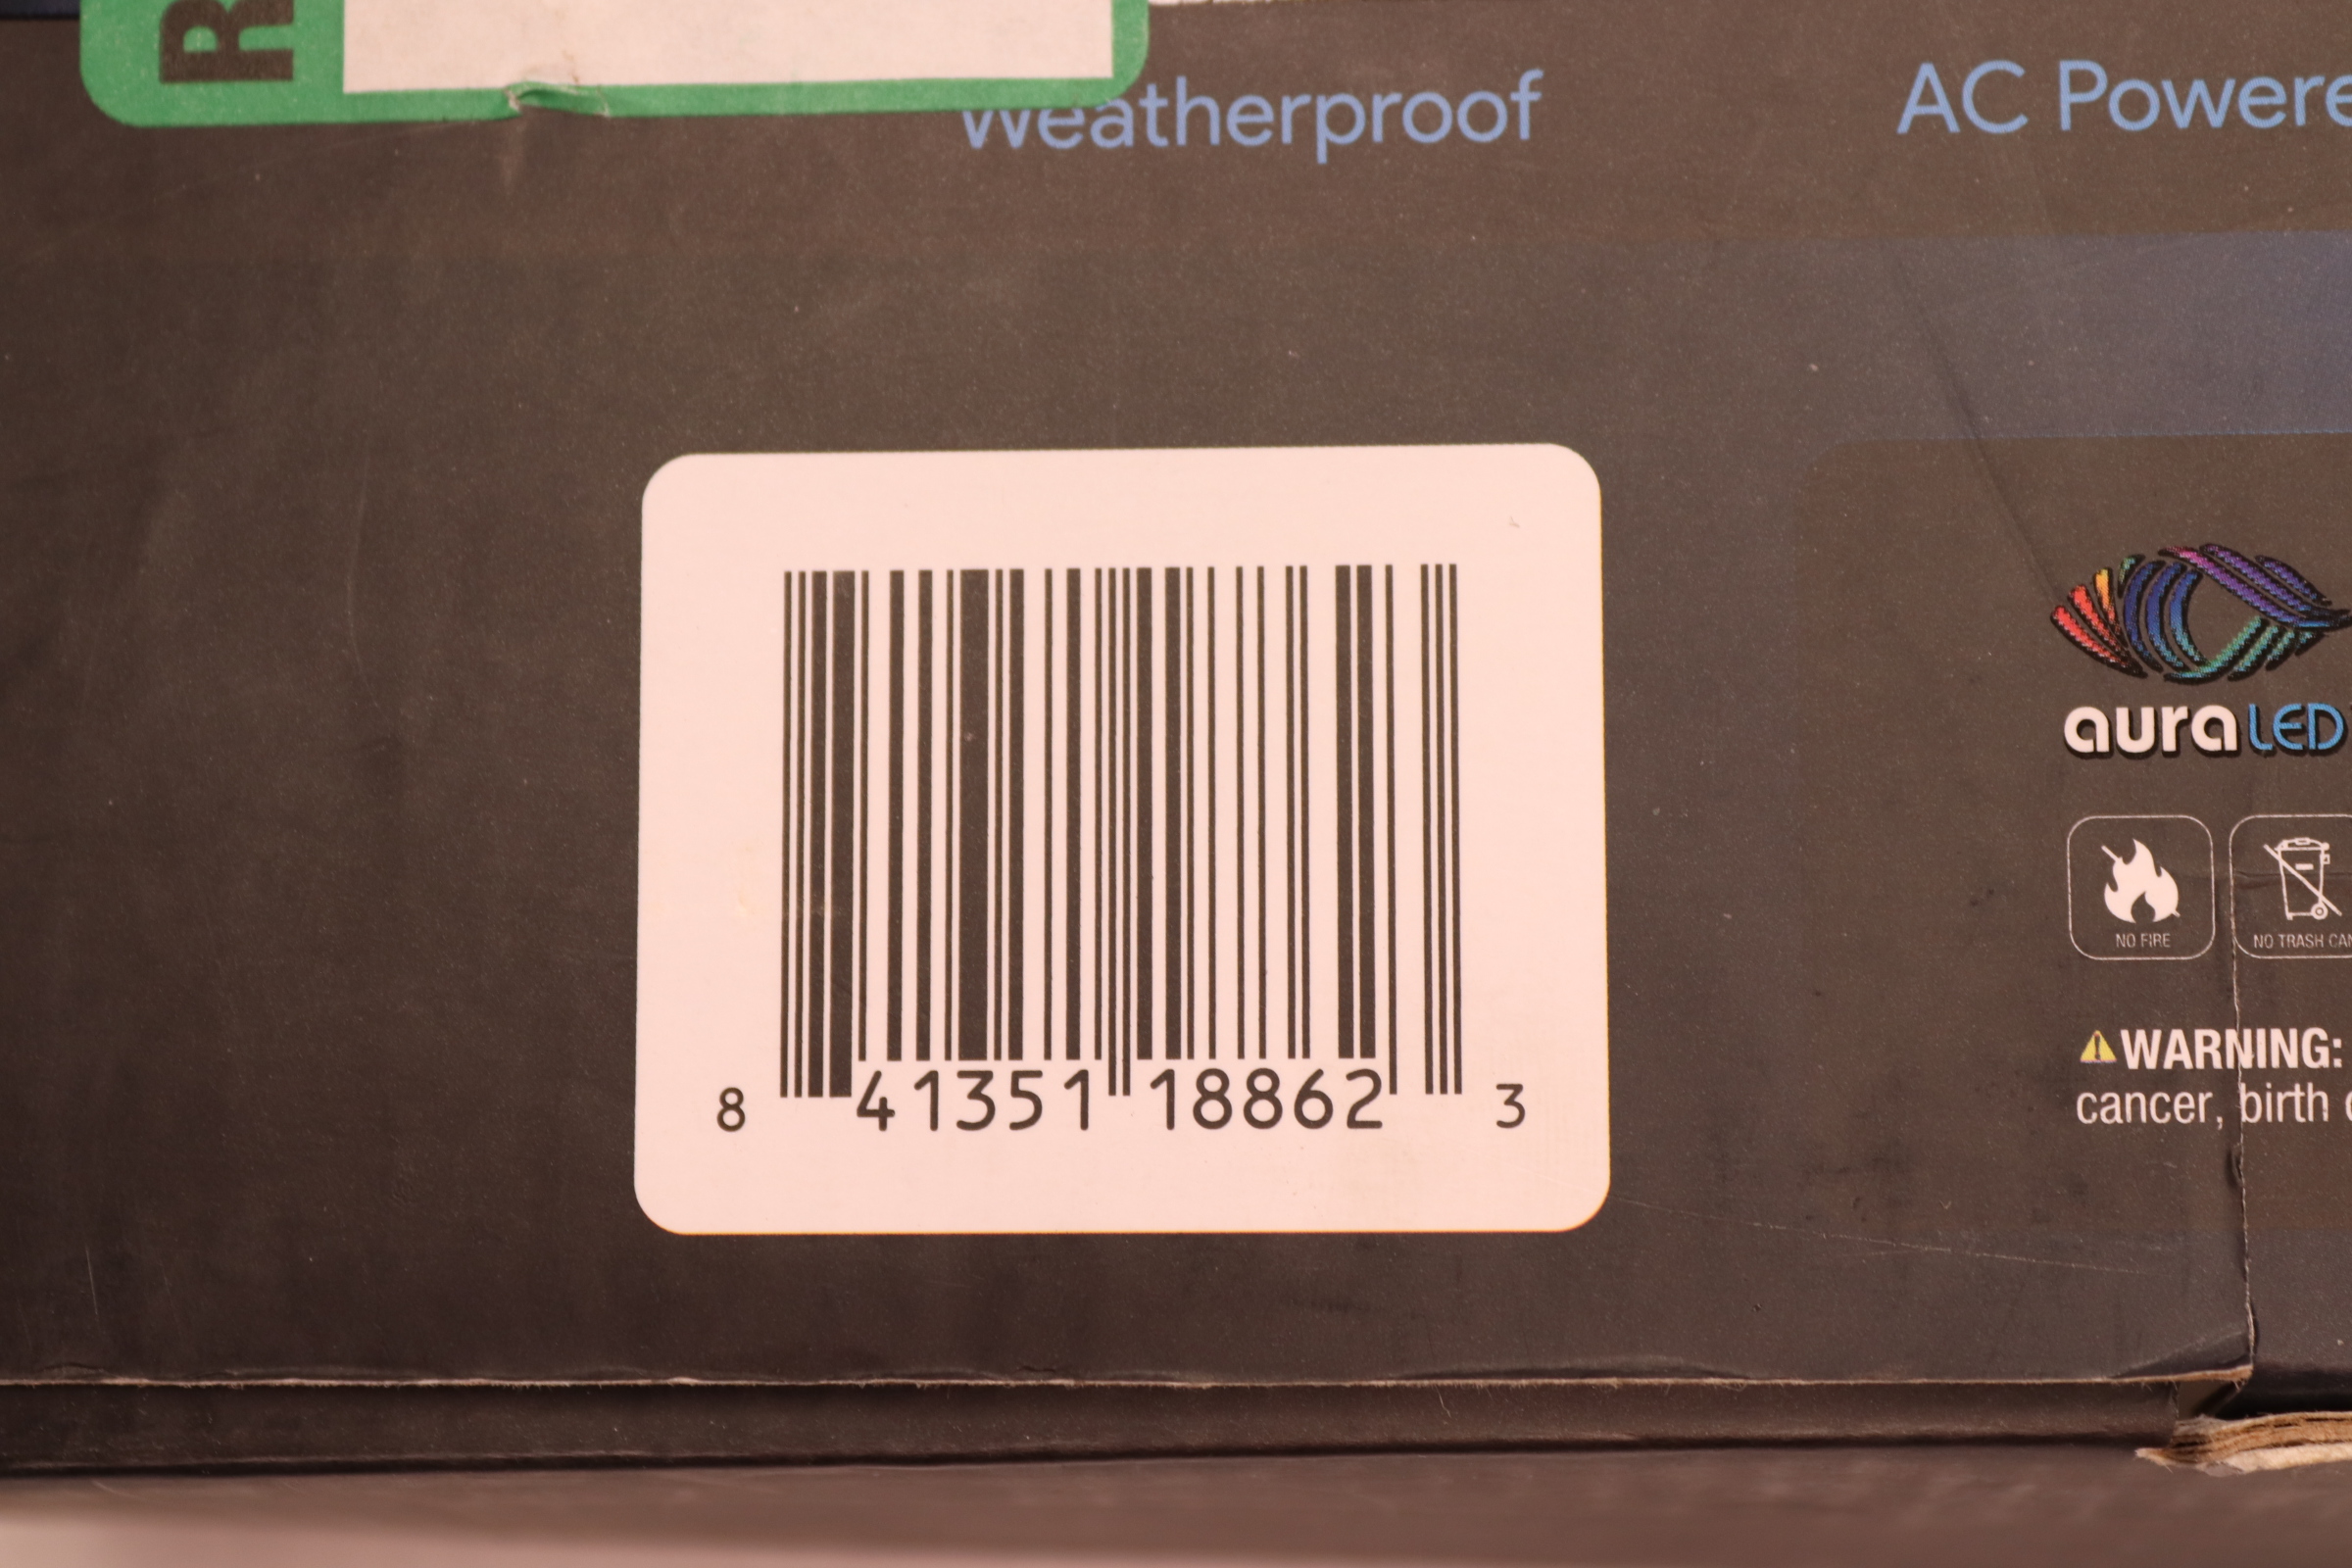 R
Weatherproof
AC Powere
auraLED
NO FIRE
NO TRASH CAN
WARNING:
cancer, birth
8 41351 18862 3